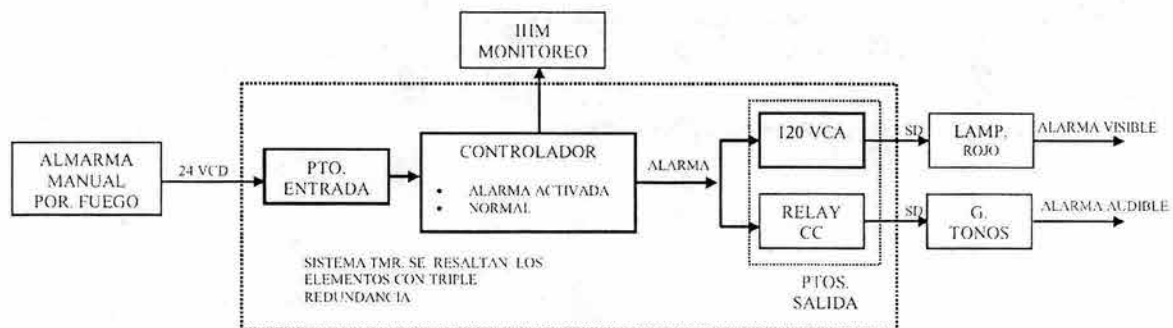 IHM
MONITOREO
ALMARMA
MANUAL
POR. FUEGO
24 VCD
PTO.
ENTRADA
CONTROLADOR
• ALARMA ACTIVADA
• NORMAL
ALARMA
120 VCA
RELAY
CC
PTOS.
SALIDA
SD
LAMP.
ROJO
ALARMA VISIBLE
SD
G.
TONOS
ALARMA AUDIBLE
SISTEMA TMR. SE RESALTAN LOS
ELEMENTOS CON TRIPLE
REDUNDANCIA